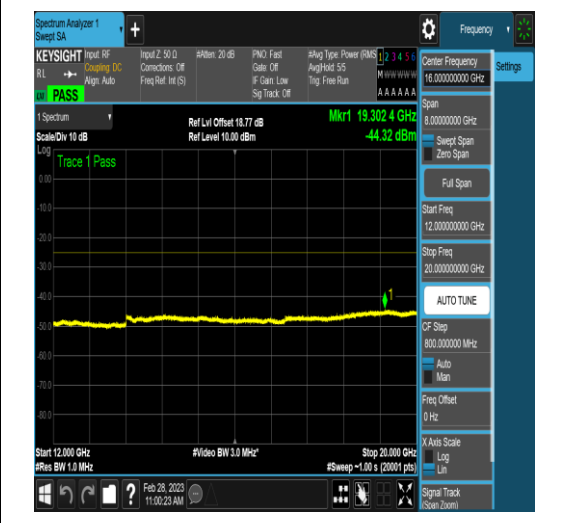 Spectrum Analyzer 1
Swept SA
+
Frequency
KEYSIGHT
RL
Input: RF
Coupling: DC
Align: Auto
Input Z: 50 Ω
Corrections: Off
Freq Ref: Int (S)
#Atten: 20 dB
PNO: Fast
Gate: Off
IF Gain: Low
Sig Track: Off
#Avg Type: Power (RMS
Avg|Hold: 5/5
Trig: Free Run
1 2 3 4 5 6
M W W W W W
A A A A A A
PASS
1 Spectrum
Scale/Div 10 dB
Ref Lvl Offset 18.77 dB
Ref Level 10.00 dBm
Mkr1 19.302 4 GHz
-44.32 dBm
Log
Trace 1 Pass
0.00
-10.0
-20.0
-30.0
-40.0
-50.0
-60.0
-70.0
-80.0
1
Start 12.000 GHz
#Res BW 1.0 MHz
#Video BW 3.0 MHz*
Stop 20.000 GHz
#Sweep ~1.00 s (20001 pts)
?
Feb 28, 2023
11:00:23 AM
Center Frequency
16.000000000 GHz
Settings
Span
8.00000000 GHz
Swept Span
Zero Span
Full Span
Start Freq
12.000000000 GHz
Stop Freq
20.000000000 GHz
AUTO TUNE
CF Step
800.000000 MHz
Auto
Man
Freq Offset
0 Hz
X Axis Scale
Log
Lin
Signal Track
(Span Zoom)